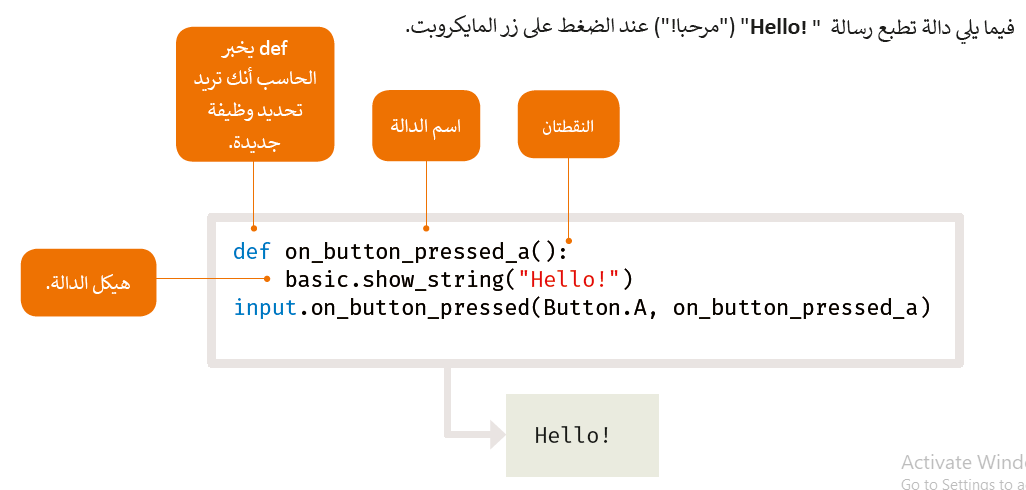 فيما يلي دالة تطبع رسالة " Hello!" ("مرحبا!") عند الضغط على زر المايكروبت.
def يخبر
الحاسب أنك تريد
تحديد وظيفة
جديدة.
اسم الدالة
النقطتان
def on_button_pressed_a():
هيكل الدالة.
basic.show_string("Hello!")
input.on_button_pressed(Button.A, on_button_pressed_a)
Hello!
Activate Wind
Go to Settings to a